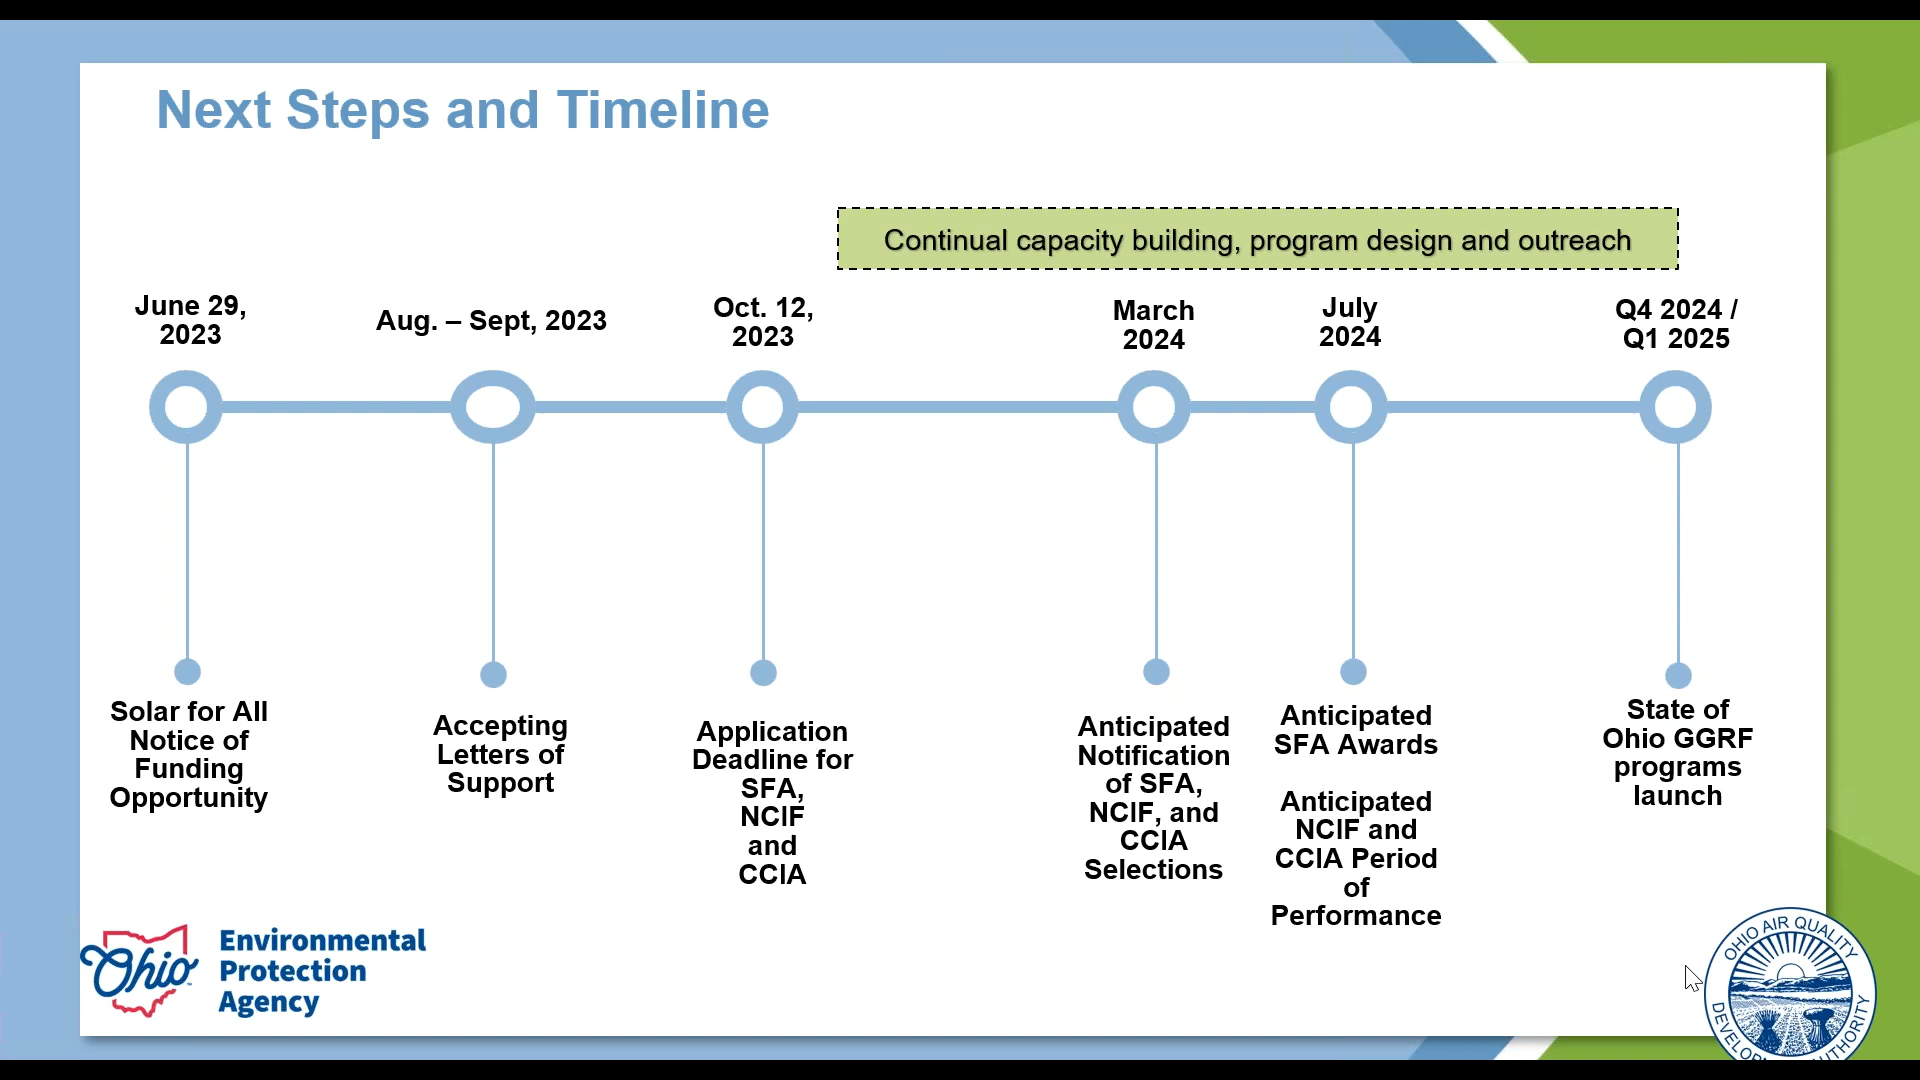 Next Steps and Timeline
Continual capacity building, program design and outreach
June 29,
2023
Aug. – Sept, 2023
Oct. 12,
2023
March
2024
July
2024
Q4 2024 /
Q1 2025
Solar for All
Notice of
Funding
Opportunity
Accepting
Letters of
Support
Application
Deadline for
SFA,
NCIF
and
CCIA
Anticipated
Notification
of SFA,
NCIF, and
CCIA
Selections
Anticipated
SFA Awards
Anticipated
NCIF and
CCIA Period
of
Performance
State of
Ohio GGRF
programs
launch
Ohio
Environmental
Protection
Agency
OHIO AIR QUALITY